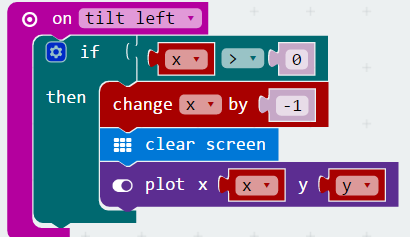 on tilt left
if x > 0
then change x by -1
clear screen
plot x x y y